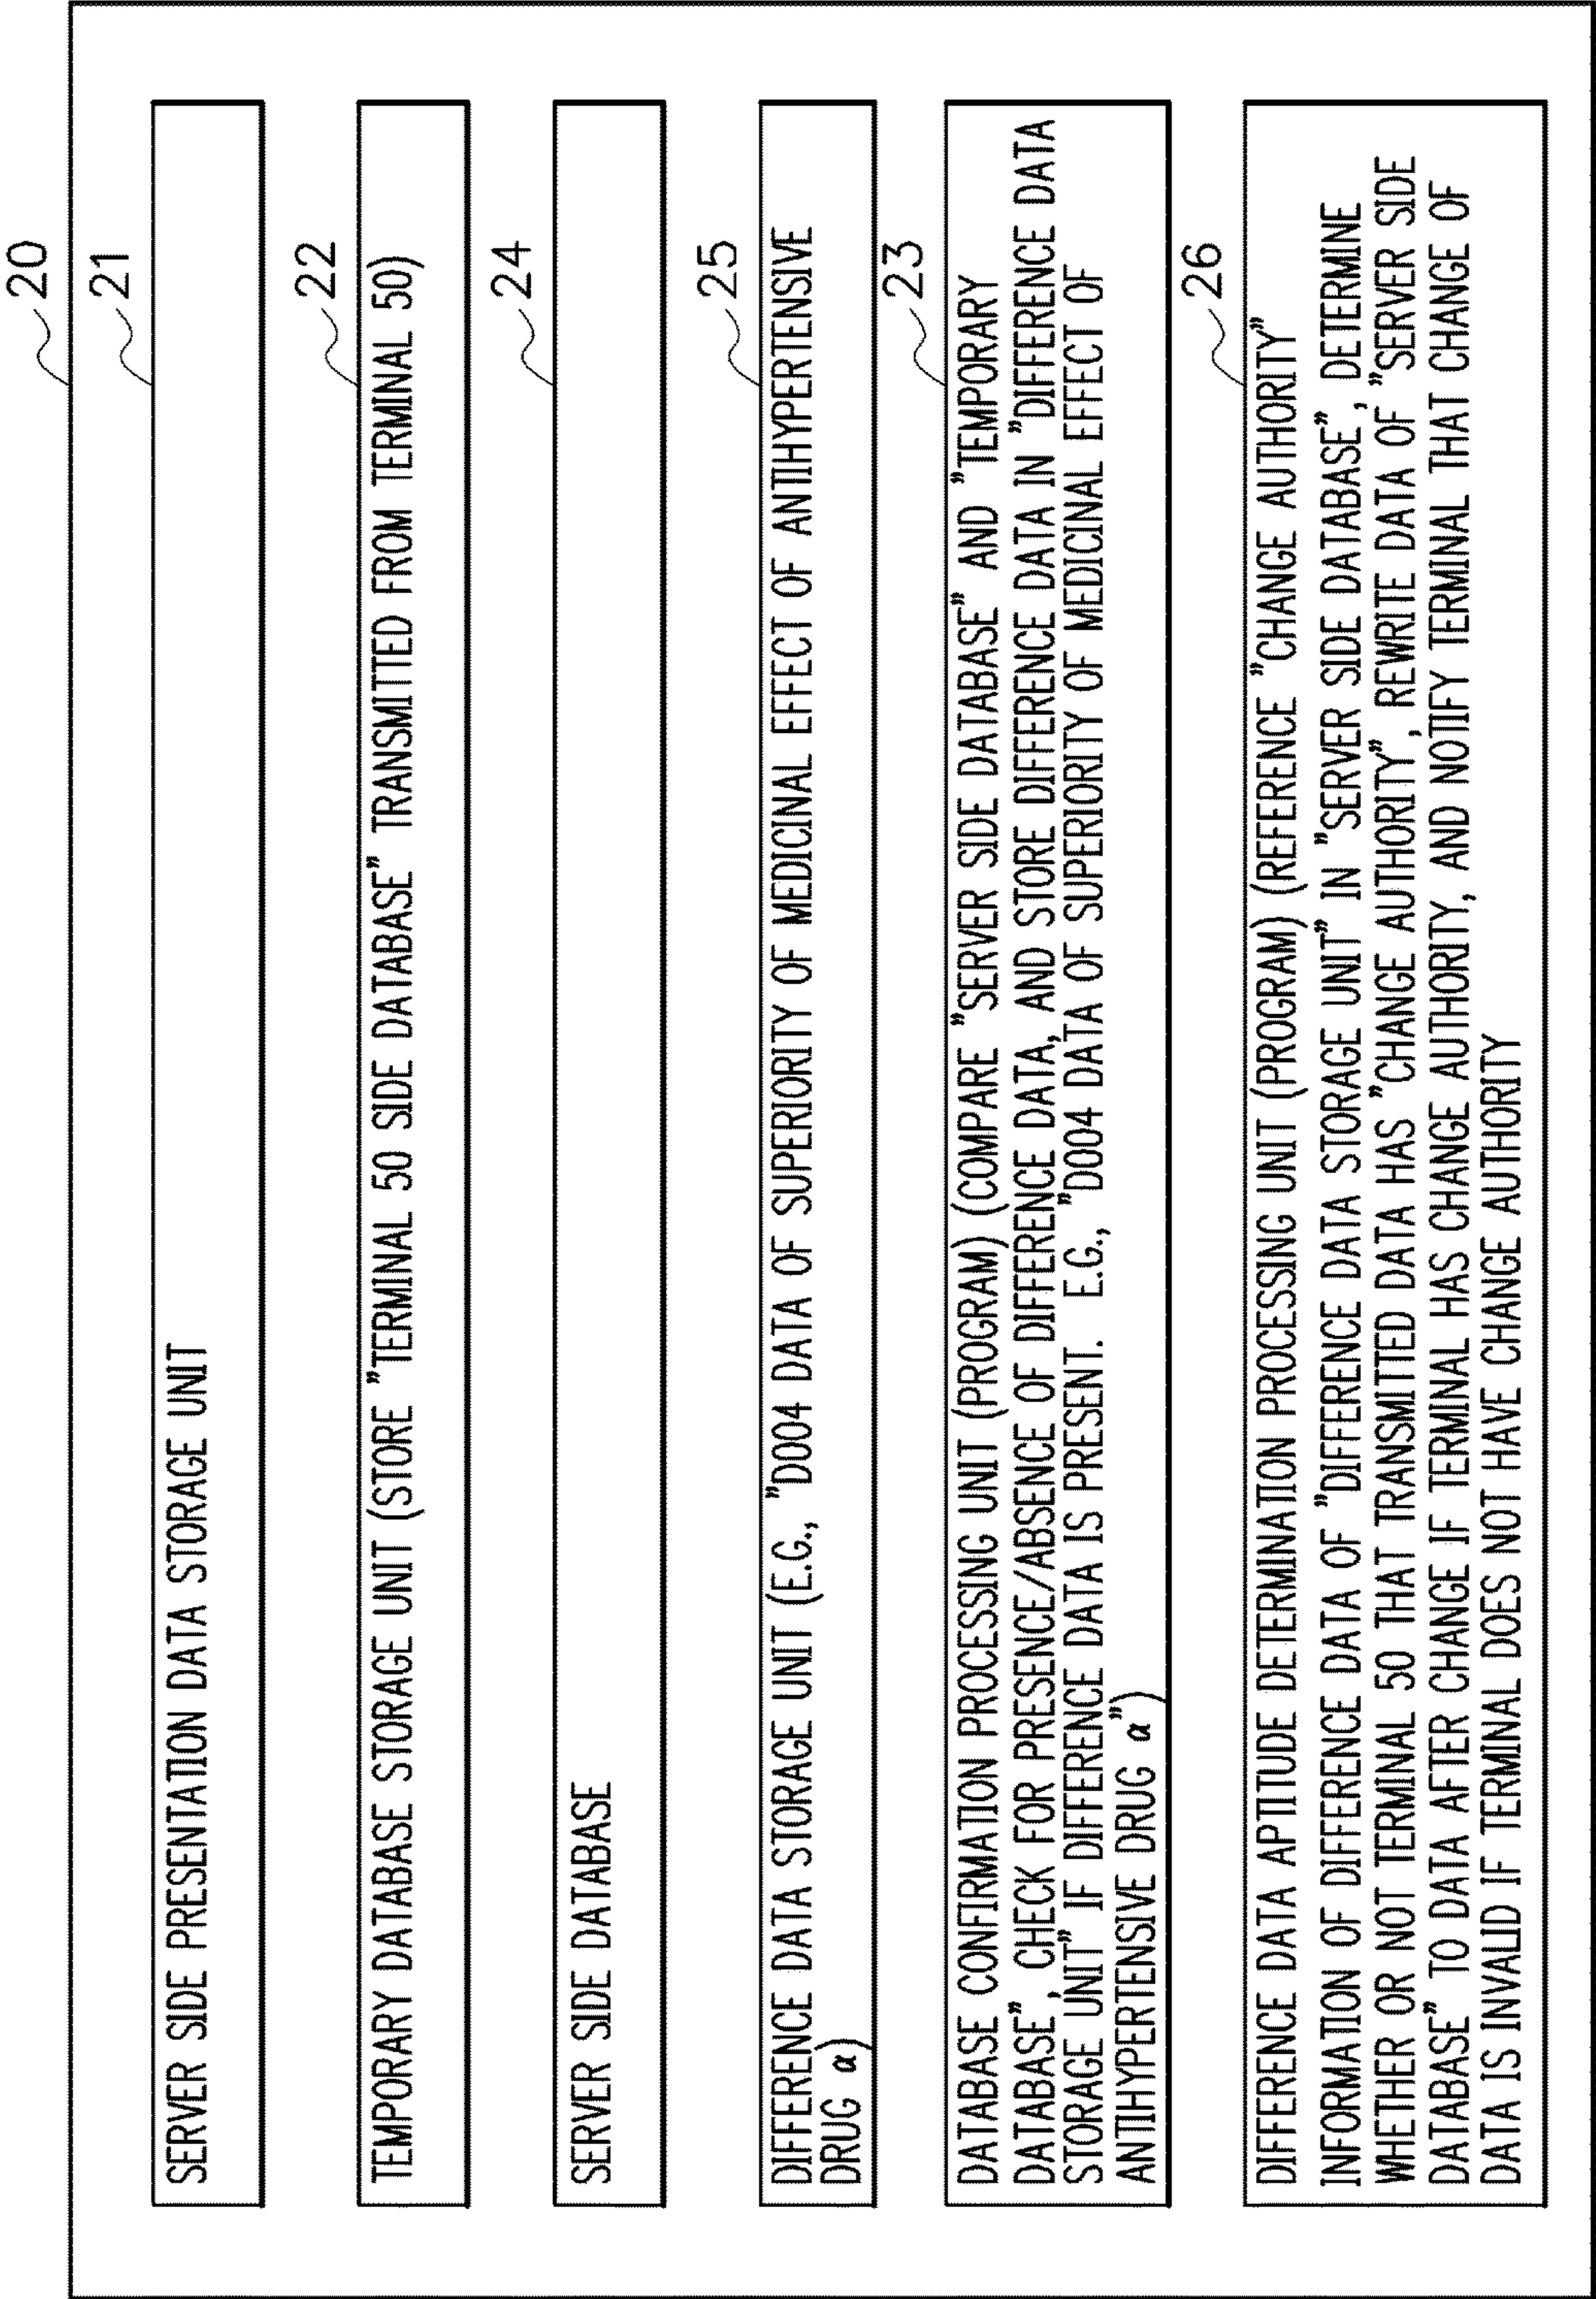 20
21
SERVER SIDE PRESENTATION DATA STORAGE UNIT
22
TEMPORARY DATABASE STORAGE UNIT (STORE "TERMINAL 50 SIDE DATABASE" TRANSMITTED FROM TERMINAL 50)
24
SERVER SIDE DATABASE
25
DIFFERENCE DATA STORAGE UNIT (E.G., "D004 DATA OF SUPERIORITY OF MEDICINAL EFFECT OF ANTIHYPERTENSIVE
DRUG α)
23
DATABASE CONFIRMATION PROCESSING UNIT (PROGRAM) (COMPARE "SERVER SIDE DATABASE" AND "TEMPORARY
DATABASE", CHECK FOR PRESENCE/ABSENCE OF DIFFERENCE DATA, AND STORE DIFFERENCE DATA IN "DIFFERENCE DATA
STORAGE UNIT" IF DIFFERENCE DATA IS PRESENT. E.G., "D004 DATA OF SUPERIORITY OF MEDICINAL EFFECT OF
ANTIHYPERTENSIVE DRUG α")
26
DIFFERENCE DATA APTITUDE DETERMINATION PROCESSING UNIT (PROGRAM) (REFERENCE "CHANGE AUTHORITY"
INFORMATION OF DIFFERENCE DATA OF "DIFFERENCE DATA STORAGE UNIT" IN "SERVER SIDE DATABASE", DETERMINE
WHETHER OR NOT TERMINAL 50 THAT TRANSMITTED DATA HAS "CHANGE AUTHORITY", REWRITE DATA OF "SERVER SIDE
DATABASE" TO DATA AFTER CHANGE IF TERMINAL HAS CHANGE AUTHORITY, AND NOTIFY TERMINAL THAT CHANGE OF
DATA IS INVALID IF TERMINAL DOES NOT HAVE CHANGE AUTHORITY